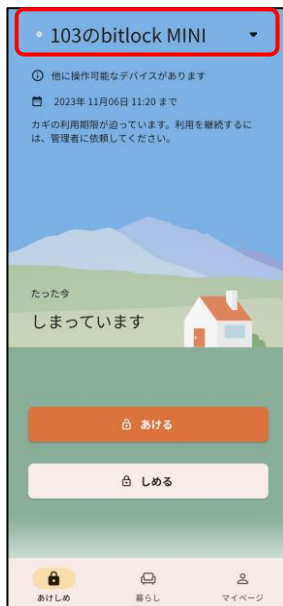 103のbitlock MINI
他に操作可能なデバイスがあります
2023年 11月06日 11:20 まで
カギの利用期限が迫っています。利用を継続するに
は、管理者に依頼してください。
たった今
しまっています
あける
しめる
あけしめ
暮らし
マイページ